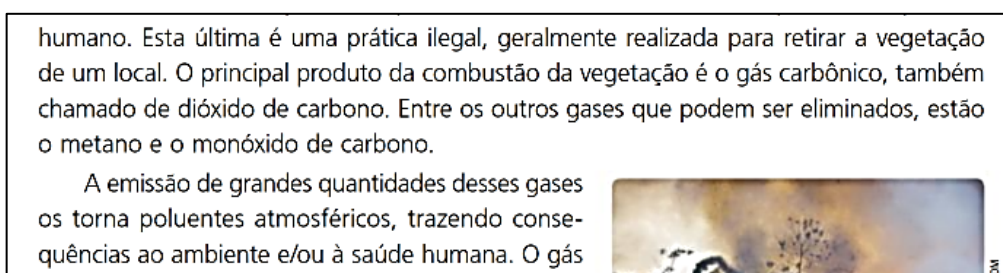 humano. Esta última é uma prática ilegal, geralmente realizada para retirar a vegetação
de um local. O principal produto da combustão da vegetação é o gás carbônico, também
chamado de dióxido de carbono. Entre os outros gases que podem ser eliminados, estão
o metano e o monóxido de carbono.
A emissão de grandes quantidades desses gases
os torna poluentes atmosféricos, trazendo conse-
quências ao ambiente e/ou à saúde humana. O gás